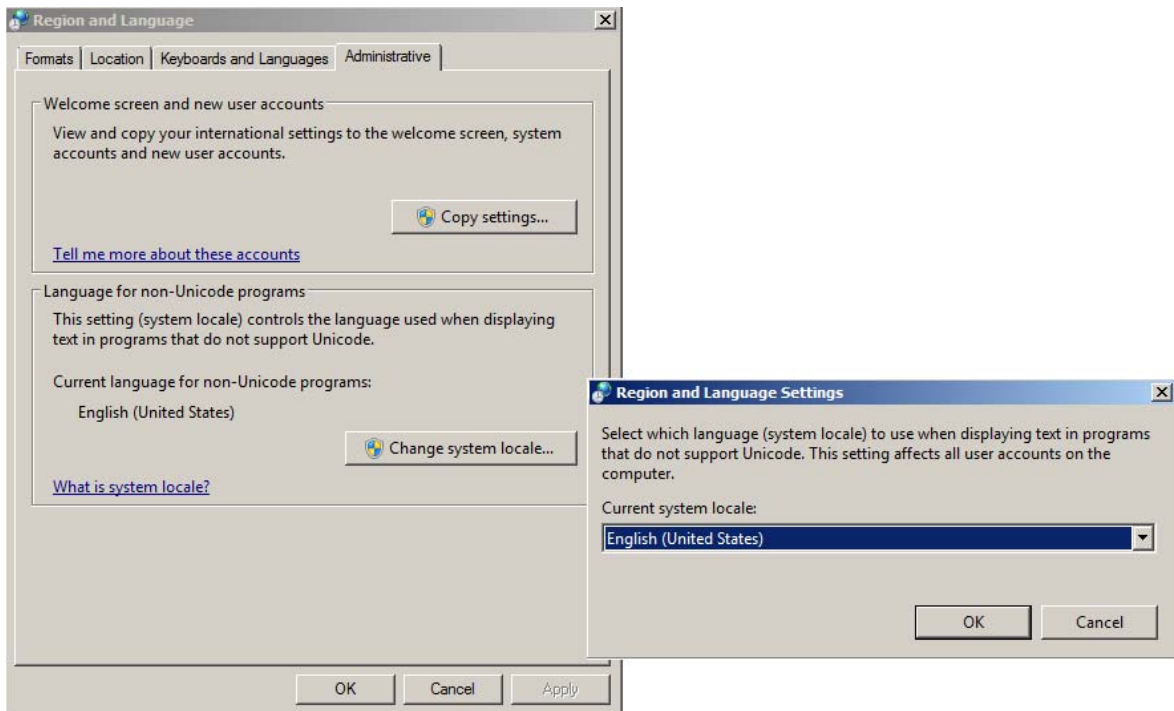 Region and Language
Formats
Location
Keyboards and Languages
Administrative
Welcome screen and new user accounts
View and copy your international settings to the welcome screen, system
accounts and new user accounts.
Copy settings...
Tell me more about these accounts
Language for non-Unicode programs
This setting (system locale) controls the language used when displaying
text in programs that do not support Unicode.
Current language for non-Unicode programs:
English (United States)
Change system locale...
What is system locale?
OK
Cancel
Apply
Region and Language Settings
Select which language (system locale) to use when displaying text in programs
that do not support Unicode. This setting affects all user accounts on the
computer.
Current system locale:
English (United States)
OK
Cancel